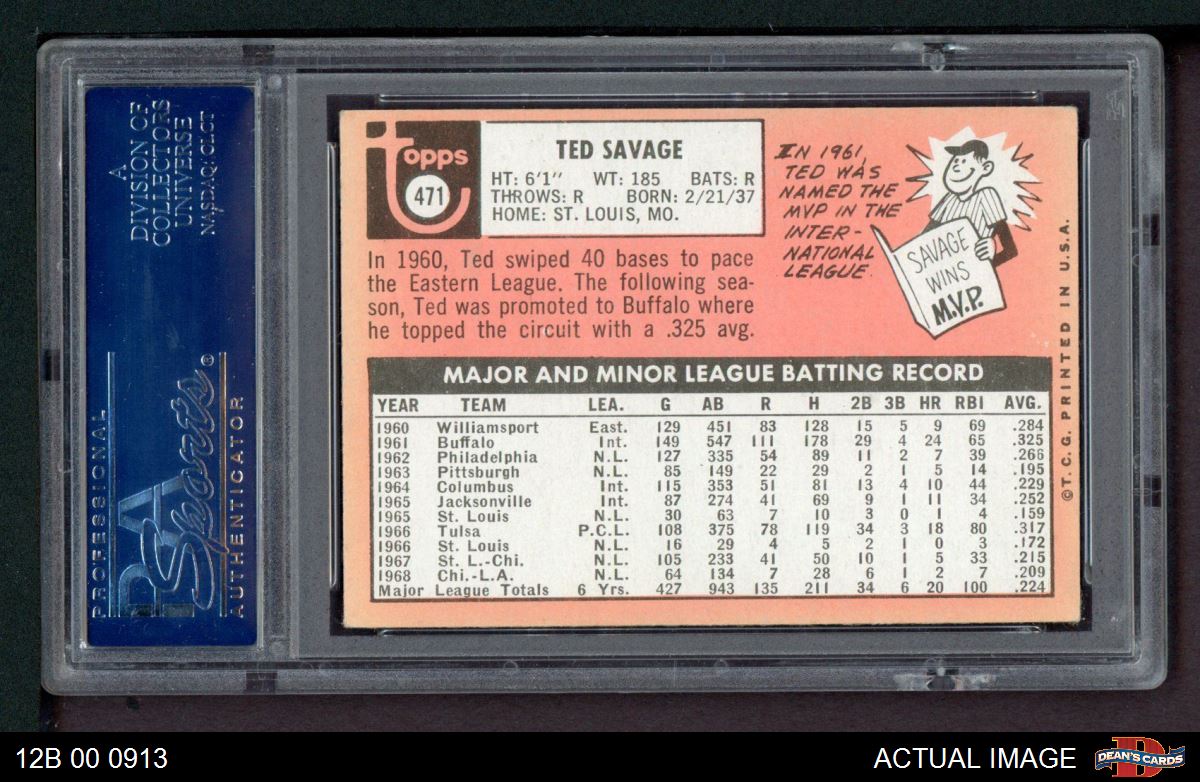 A
DIVISION OF
COLLECTORS
UNIVERSE
NASDAQ: CLCT
PROFESSIONAL
PSA
Sports®
AUTHENTICATOR
Topps
471
TED SAVAGE
HT: 6'1" WT: 185 BATS: R
THROWS: R BORN: 2/21/37
HOME: ST. LOUIS, MO.
In 1960, Ted swiped 40 bases to pace
the Eastern League. The following sea-
son, Ted was promoted to Buffalo where
he topped the circuit with a .325 avg.
IN 1961,
TED WAS
NAMED THE
MVP IN THE
INTER-
NATIONAL
LEAGUE.
SAVAGE
WINS
M.V.P.
MAJOR AND MINOR LEAGUE BATTING RECORD
YEAR TEAM LEA. G AB R H 2B 3B HR RBI AVG.
1960 Williamsport East. 129 451 83 128 15 5 9 69 .284
1961 Buffalo Int. 149 547 111 178 29 4 24 65 .325
1962 Philadelphia N.L. 127 335 54 89 11 2 7 39 .266
1963 Pittsburgh N.L. 85 149 22 29 2 1 5 14 .195
1964 Columbus Int. 115 353 51 81 13 4 10 44 .229
1965 Jacksonville Int. 87 274 41 69 9 1 11 34 .252
1965 St. Louis N.L. 30 63 7 10 3 0 1 4 .159
1966 Tulsa P.C.L. 108 375 78 119 34 3 18 80 .317
1966 St. Louis N.L. 16 29 4 5 2 1 0 3 .172
1967 St. L.-Chi. N.L. 105 233 41 50 10 1 5 33 .215
1968 Chi.-L.A. N.L. 64 134 7 28 6 1 2 7 .209
Major League Totals 6 Yrs. 427 943 135 211 34 6 20 100 .224
©T. C. G. PRINTED IN U.S.A.
12B 00 0913
ACTUAL IMAGE
D
DEAN'S CARDS